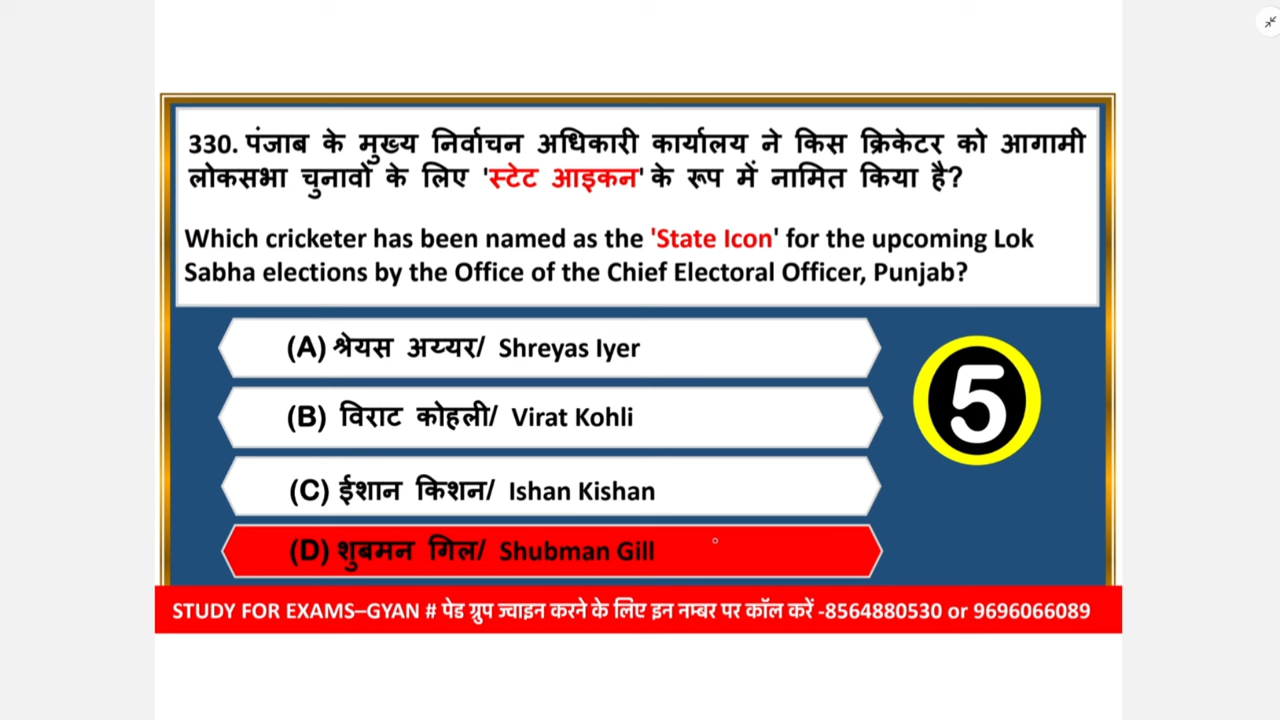 330. पंजाब के मुख्य निर्वाचन अधिकारी कार्यालय ने किस क्रिकेटर को आगामी
लोकसभा चुनावों के लिए 'स्टेट आइकन' के रूप में नामित किया है?
Which cricketer has been named as the 'State Icon' for the upcoming Lok
Sabha elections by the Office of the Chief Electoral Officer, Punjab?
(A) श्रेयस अय्यर/ Shreyas Iyer
(B) विराट कोहली/ Virat Kohli
5
(C) ईशान किशन/ Ishan Kishan
(D) शुबमन गिल/ Shubman Gill
STUDY FOR EXAMS–GYAN # पेड ग्रुप ज्वाइन करने के लिए इन नम्बर पर कॉल करें -8564880530 or 9696066089